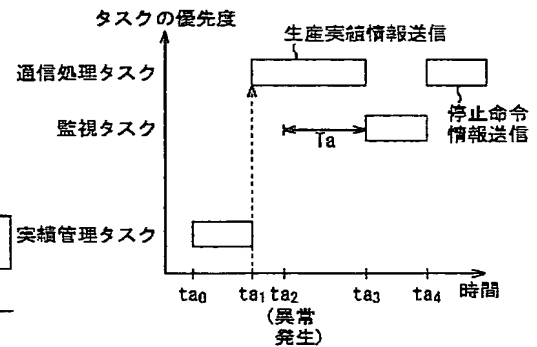 タスクの優先度
生産実績情報送信
通信処理タスク
停止命令
情報送信
監視タスク
Ta
実績管理タスク
ta0 ta1 ta2 ta3 ta4 時間
(異常
発生)